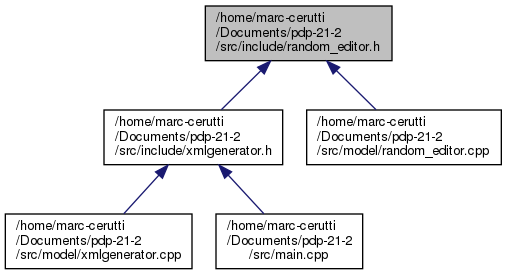 /home/marc-cerutti
/Documents/pdp-21-2
/src/include/random_editor.h
/home/marc-cerutti
/Documents/pdp-21-2
/src/include/xmlgenerator.h
/home/marc-cerutti
/Documents/pdp-21-2
/src/model/random_editor.cpp
/home/marc-cerutti
/Documents/pdp-21-2
/src/model/xmlgenerator.cpp
/home/marc-cerutti
/Documents/pdp-21-2
/src/main.cpp